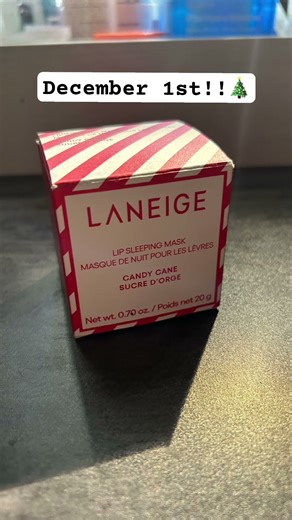 December 1st!!🎄
LANEIGE
LIP SLEEPING MASK
MASQUE DE NUIT POUR LES LÈVRES
CANDY CANE
SUCRE D'ORGE
Net wt. 0.70 oz. / Poids net 20 g